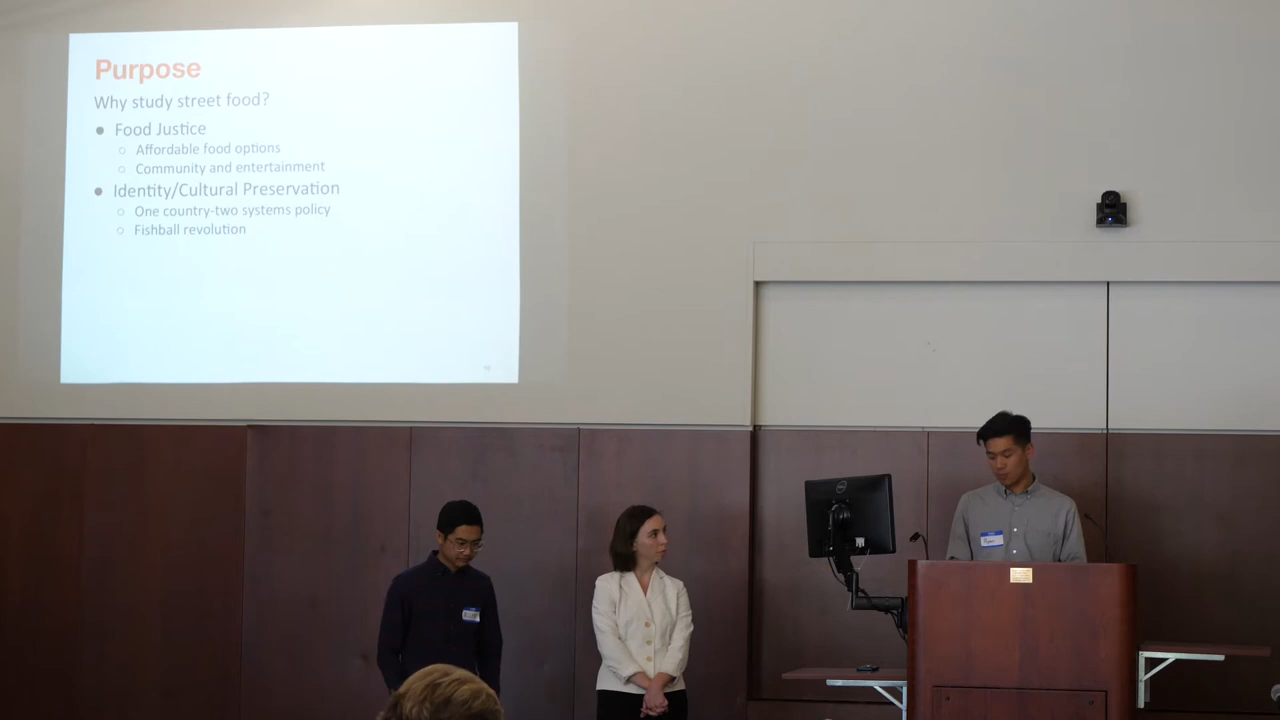 Purpose
Why study street food?
● Food Justice
○ Affordable food options
○ Community and entertainment
● Identity/Cultural Preservation
○ One country-two systems policy
○ Fishball revolution
DELL